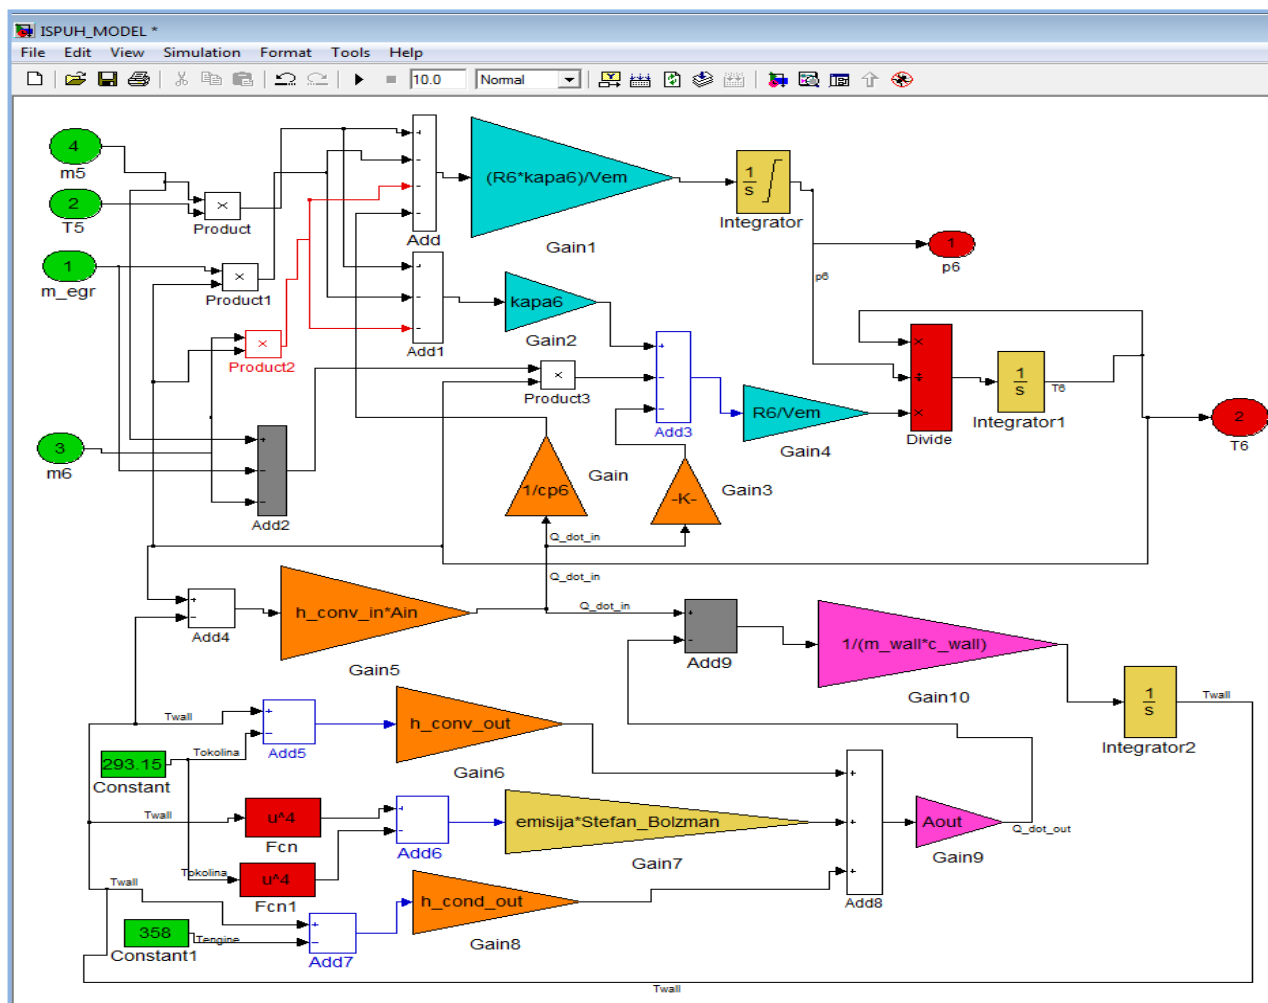 ISPUH_MODEL *
File Edit View Simulation Format Tools Help
10.0 Normal
4
m5
2
T5
1
m_egr
3
m6
×
Product
×
Product1
×
Product2
Add
(R6*kapa6)/Vem
Gain1
1
s
Integrator
1
p6
p6
Add1
kapa6
Gain2
×
Product3
Add3
R6/Vem
Gain4
×
÷
×
Divide
1
s
Integrator1
T6
2
T6
Add2
1/cp6
Gain
-K-
Gain3
Q_dot_in
Q_dot_in
Q_dot_in
Add4
h_conv_in*Ain
Gain5
Add9
1/(m_wall*c_wall)
Gain10
1
s
Integrator2
Twall
Twall
Add5
h_conv_out
Gain6
293.15
Constant
Tokolina
Twall
u^4
Fcn
Add6
emisija*Stefan_Bolzman
Gain7
Tokolina
u^4
Fcn1
Add8
Aout
Gain9
Q_dot_out
Twall
358
Constant1
Tengine
Add7
h_cond_out
Gain8
Twall